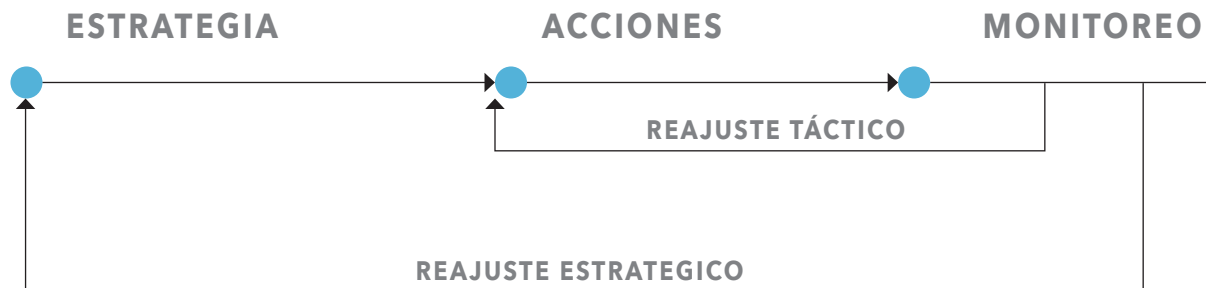 ESTRATEGIA
ACCIONES
MONITOREO
REAJUSTE TÁCTICO
REAJUSTE ESTRATEGICO